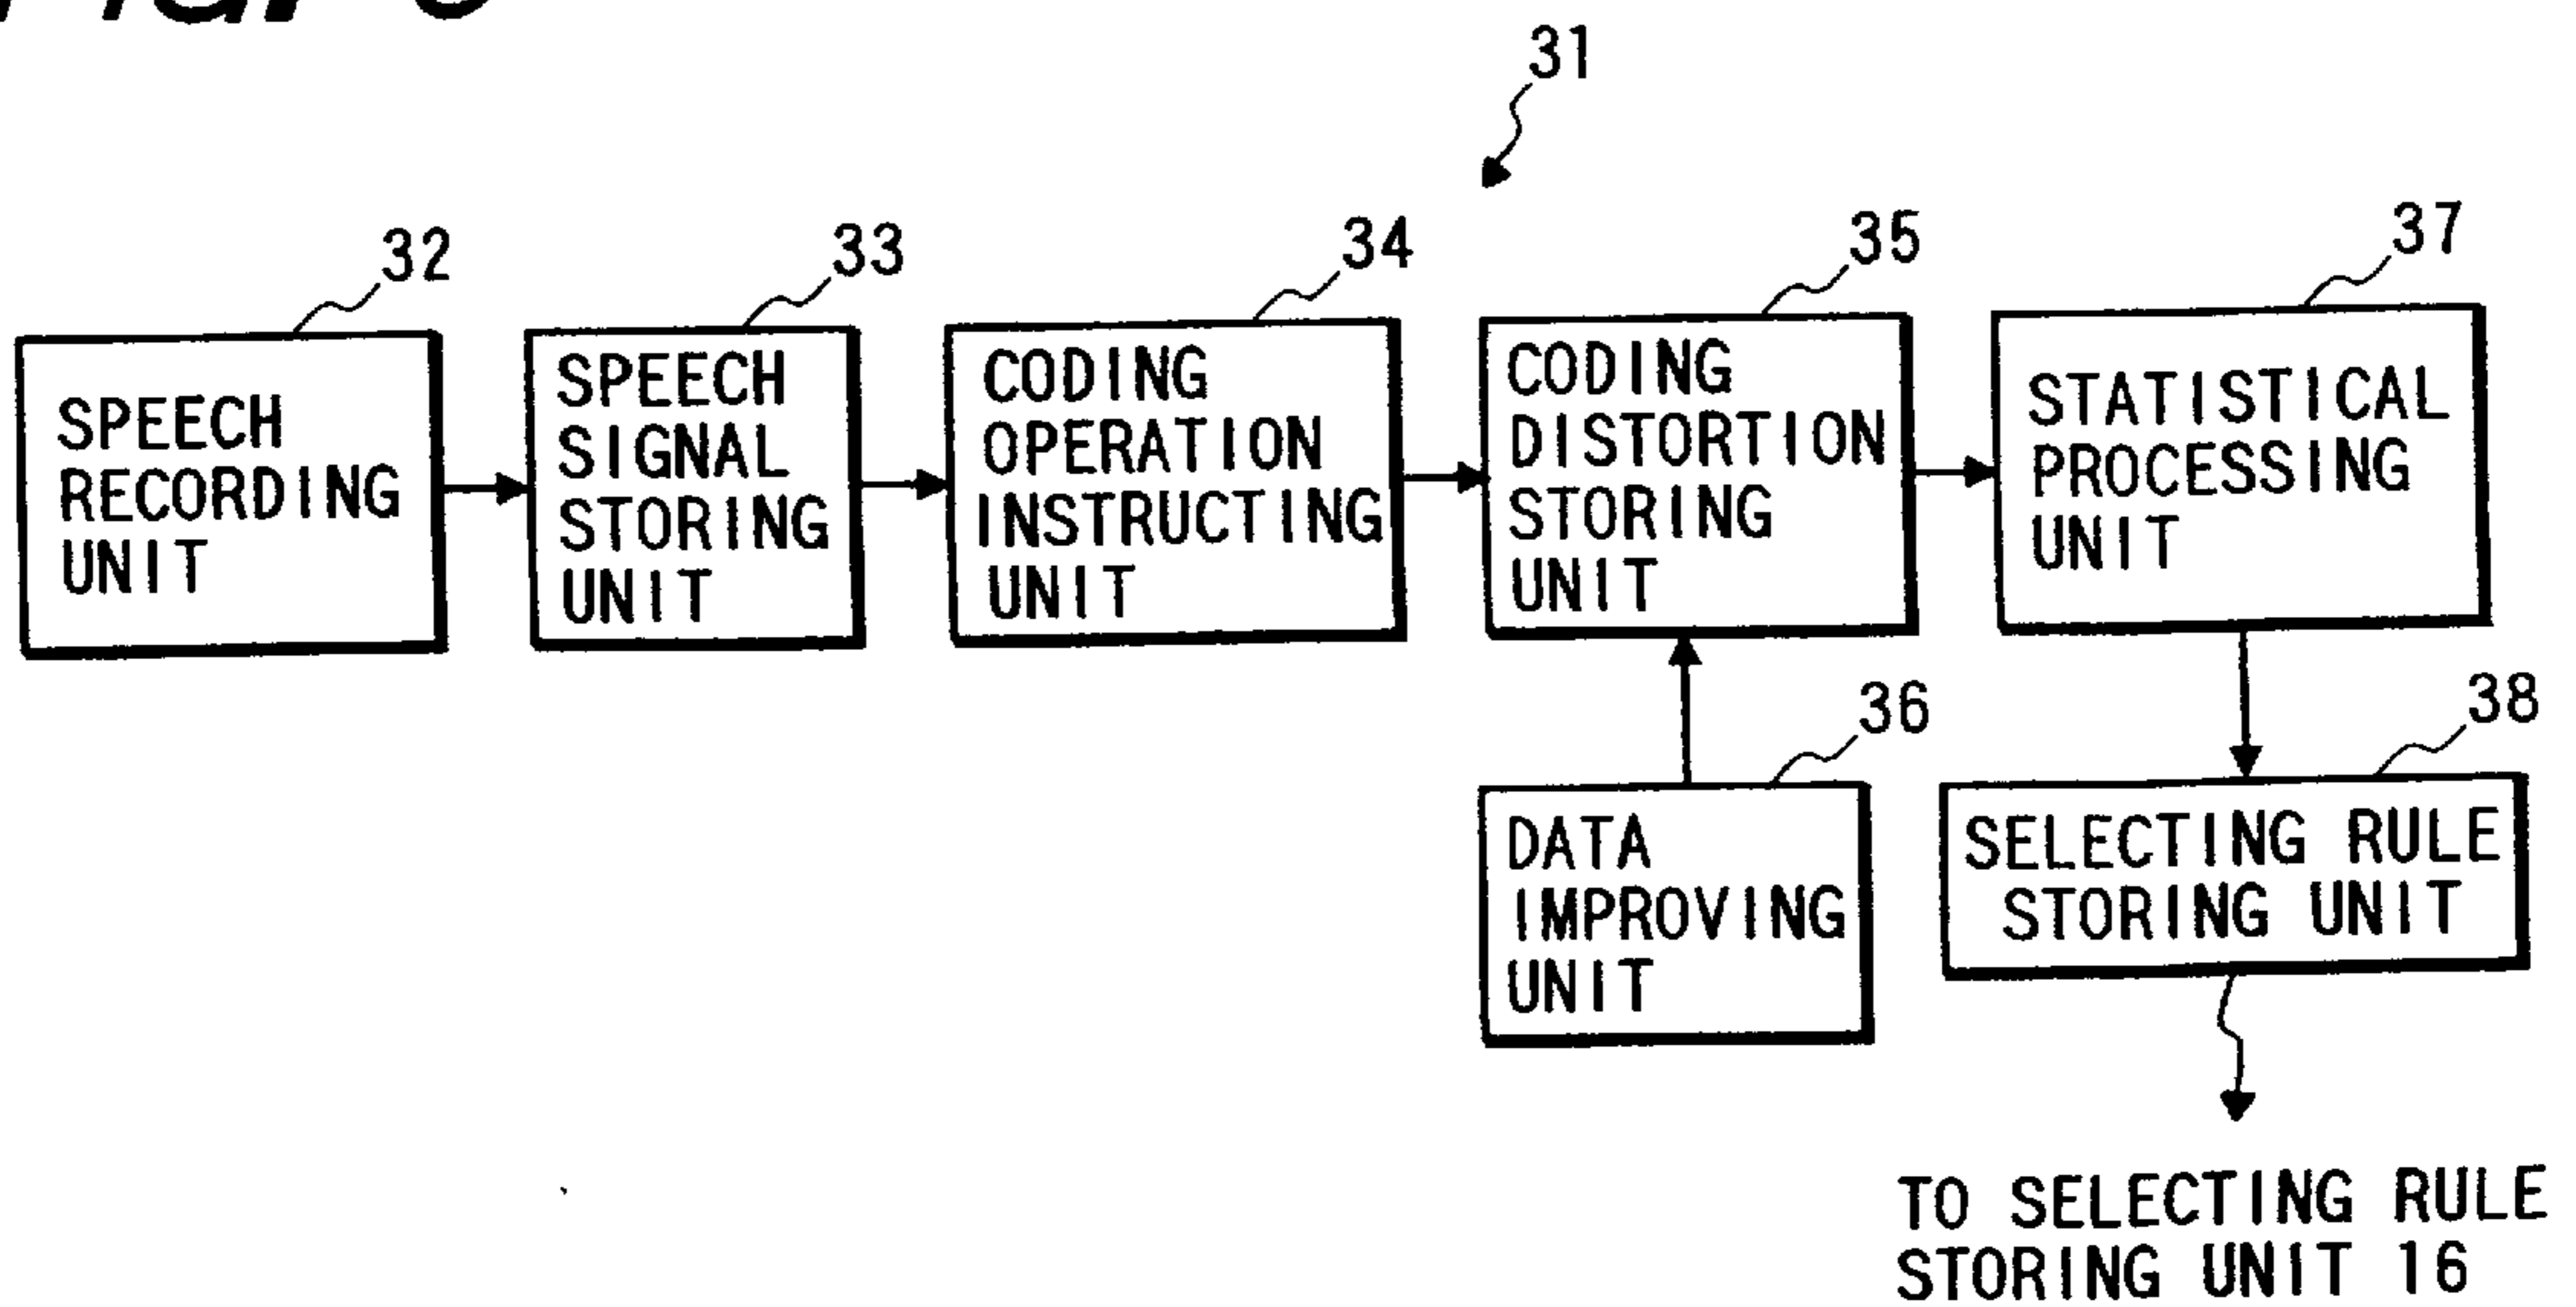 31
32
33
34
35
37
SPEECH
RECORDING
UNIT
SPEECH
SIGNAL
STORING
UNIT
CODING
OPERATION
INSTRUCTING
UNIT
CODING
DISTORTION
STORING
UNIT
STATISTICAL
PROCESSING
UNIT
36
38
DATA
IMPROVING
UNIT
SELECTING RULE
STORING UNIT
TO SELECTING RULE
STORING UNIT 16